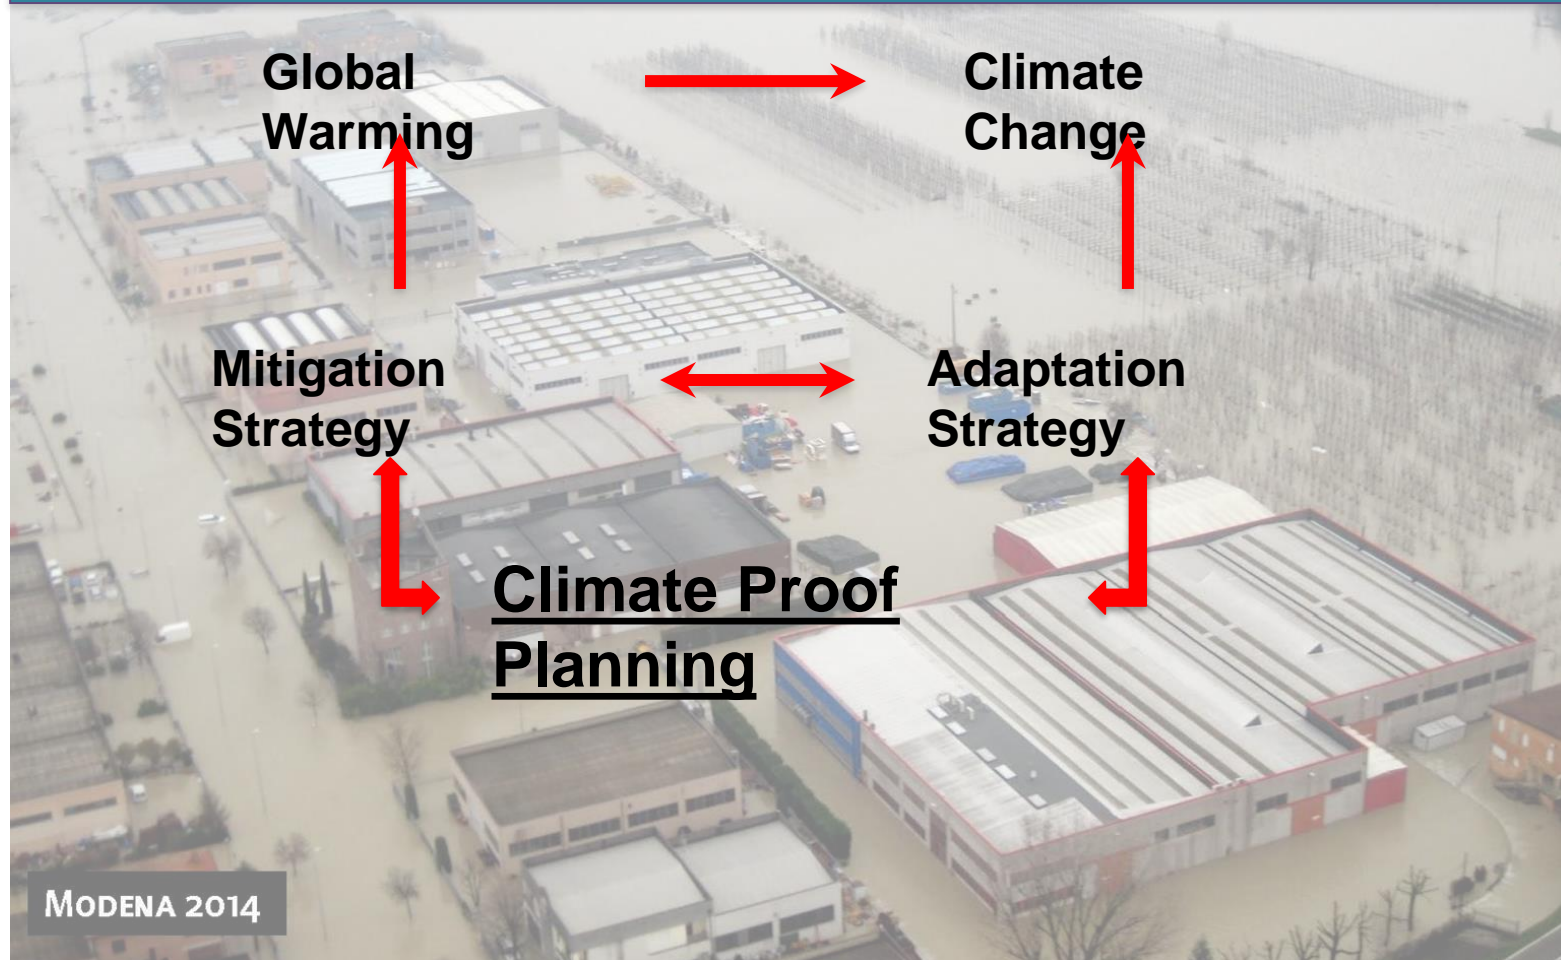 Global
Warming
Climate
Change
Mitigation
Strategy
Adaptation
Strategy
Climate Proof
Planning
MODENA 2014